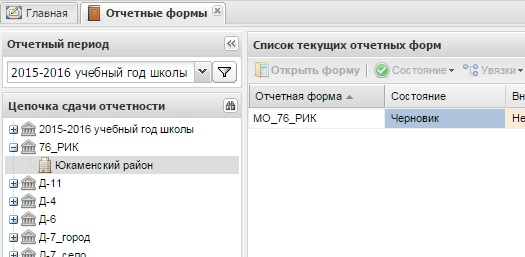 Главная
Отчетные формы
Отчетный период
2015-2016 учебный год школы
Цепочка сдачи отчетности
2015-2016 учебный год школы
76_РИК
Юкаменский район
Д-11
Д-4
Д-6
Д-7_город
Д-7_село
Список текущих отчетных форм
Открыть форму Состояние Увязки
Отчетная форма Состояние Вн
МО_76_РИК Черновик Не